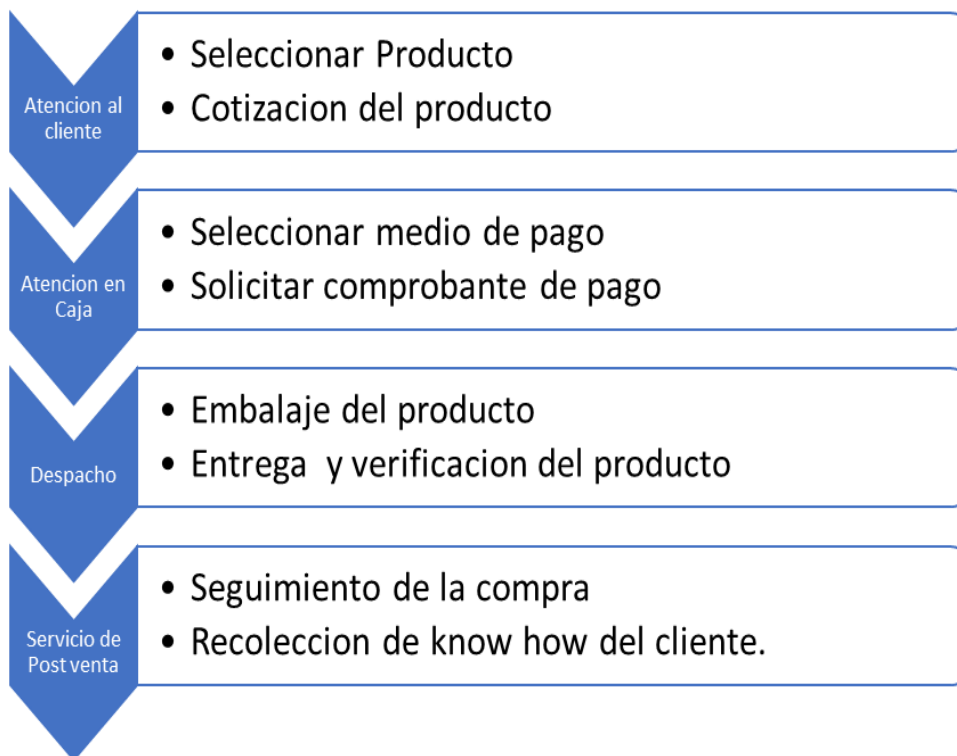 Atencion al
cliente
• Seleccionar Producto
• Cotizacion del producto
Atencion en
Caja
• Seleccionar medio de pago
• Solicitar comprobante de pago
Despacho
• Embalaje del producto
• Entrega y verificacion del producto
Servicio de
Post venta
• Seguimiento de la compra
• Recoleccion de know how del cliente.